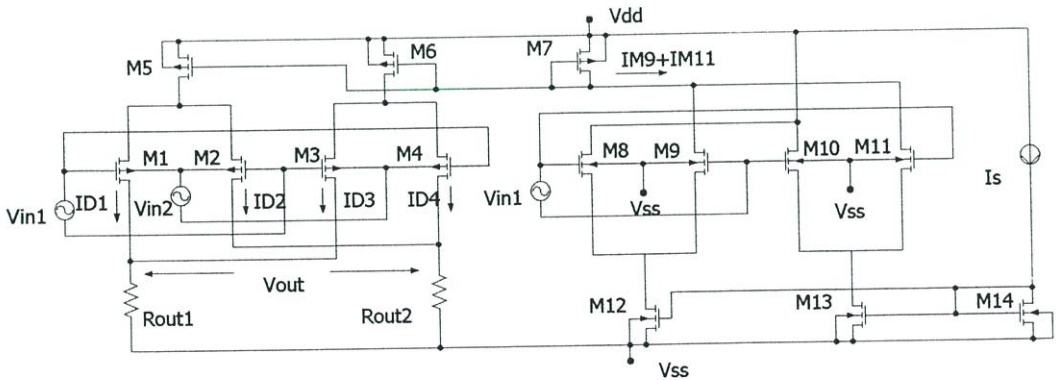 Vdd
M5
M6
M7
IM9+IM11
M1
M2
M3
M4
M8
M9
M10
M11
Is
Vin1
ID1
Vin2
ID2
ID3
ID4
Vin1
Vss
Vss
Vout
Rout1
Rout2
M12
M13
M14
Vss